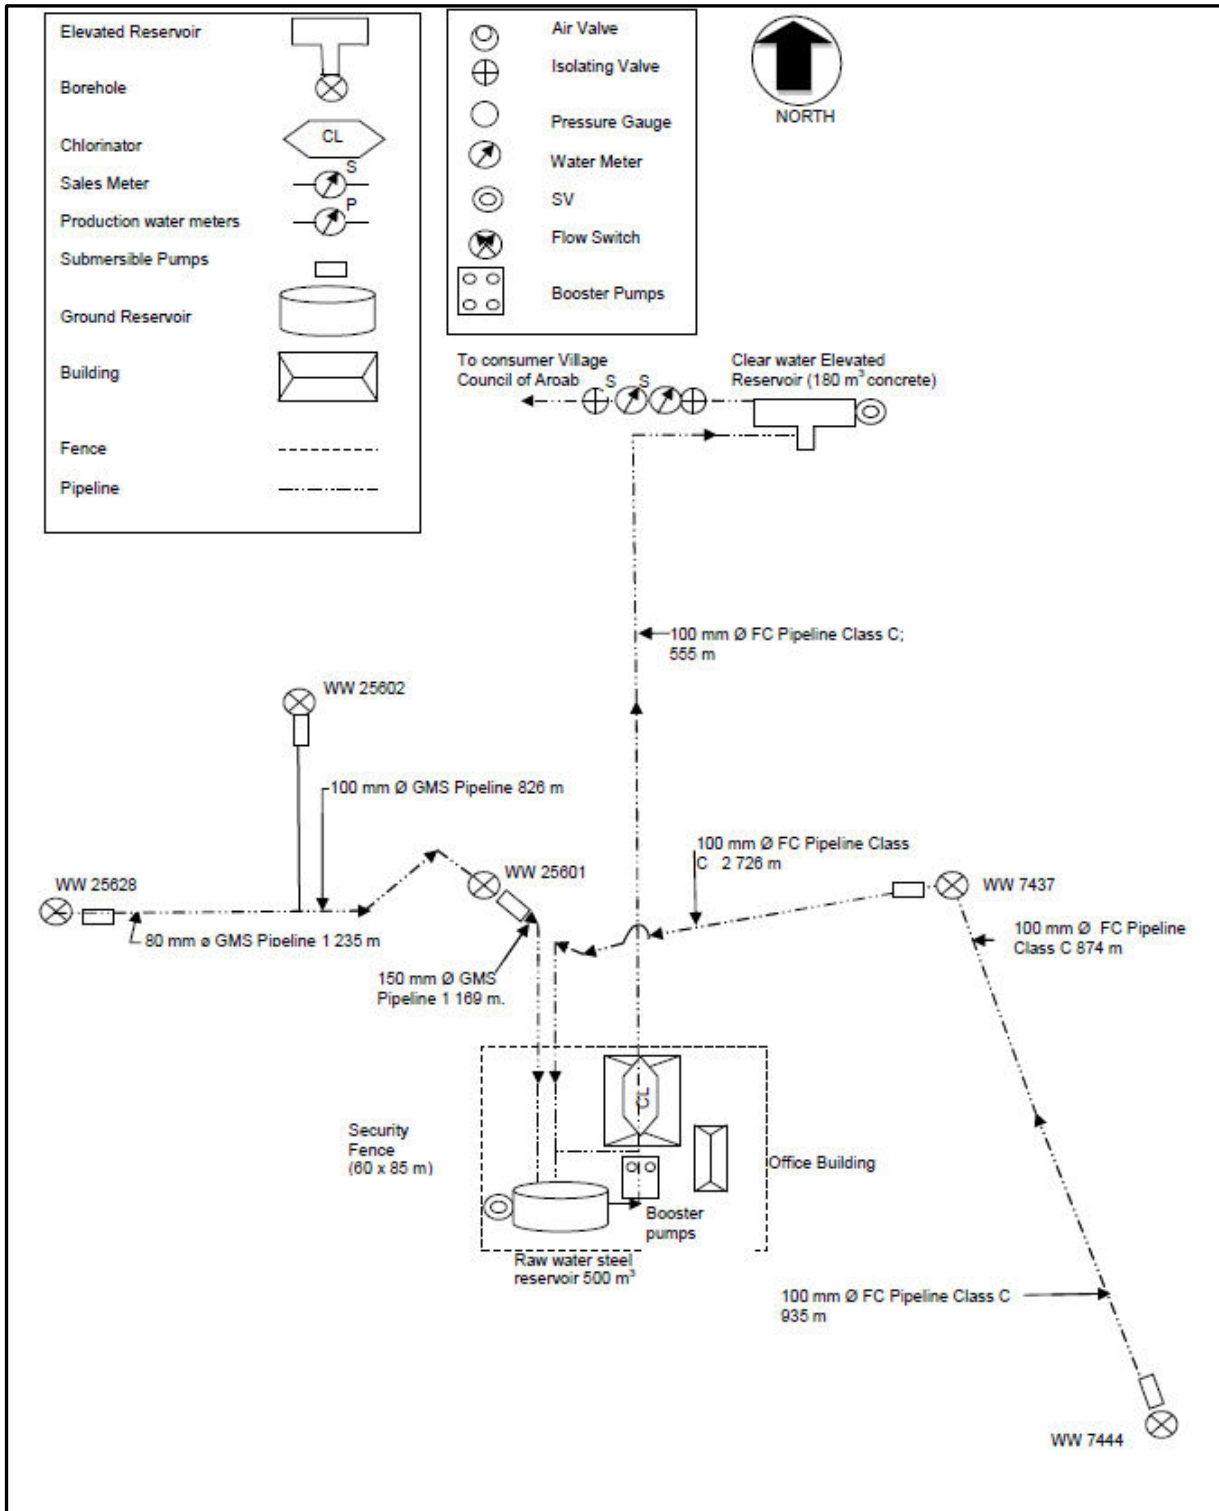 Elevated Reservoir
Borehole
Chlorinator
CL
Sales Meter
S
Production water meters
P
Submersible Pumps
Ground Reservoir
Building
Fence
Pipeline
Air Valve
Isolating Valve
Pressure Gauge
Water Meter
SV
Flow Switch
Booster Pumps
NORTH
To consumer Village
Council of Aroab
S S
Clear water Elevated
Reservoir (180 m³ concrete)
100 mm Ø FC Pipeline Class C;
555 m
WW 25602
100 mm Ø GMS Pipeline 826 m
WW 25628
80 mm ø GMS Pipeline 1 235 m
WW 25601
150 mm Ø GMS
Pipeline 1 169 m.
100 mm Ø FC Pipeline Class
C 2 726 m
WW 7437
100 mm Ø FC Pipeline
Class C 874 m
Security
Fence
(60 x 85 m)
CL
Office Building
Booster
pumps
Raw water steel
reservoir 500 m³
100 mm Ø FC Pipeline Class C
935 m
WW 7444